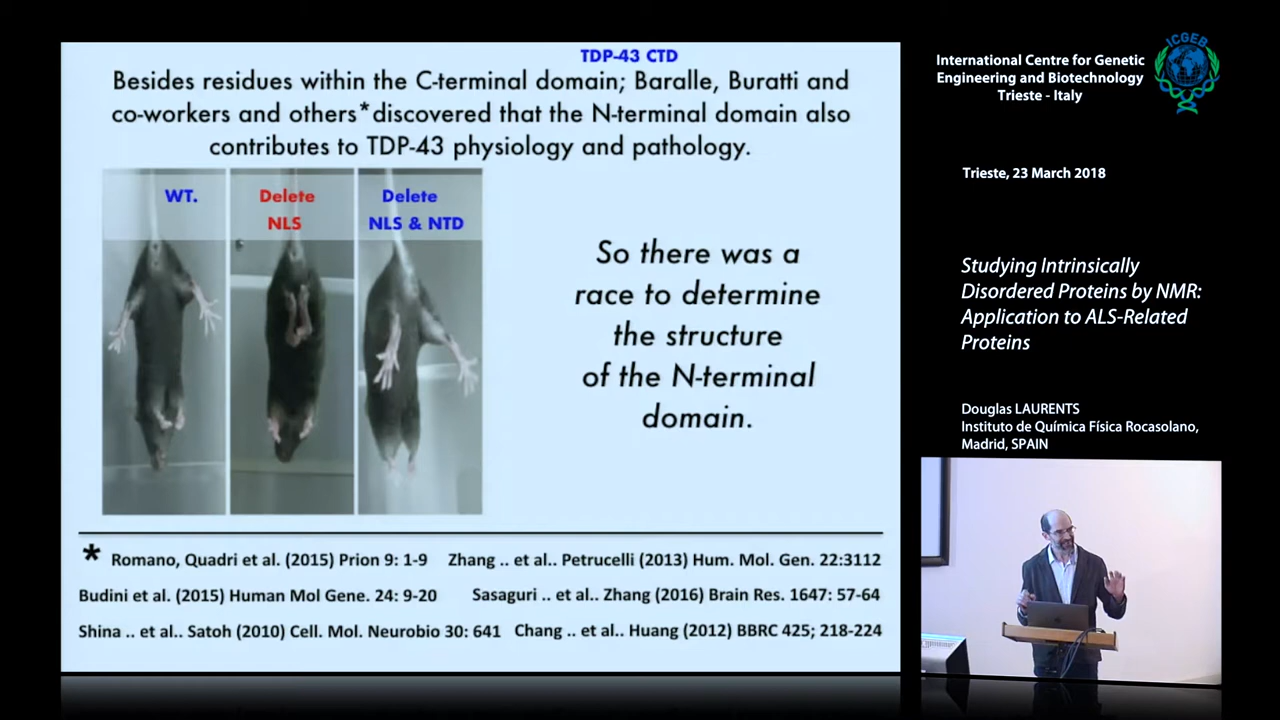 TDP-43 CTD
Besides residues within the C-terminal domain; Baralle, Buratti and
co-workers and others*discovered that the N-terminal domain also
contributes to TDP-43 physiology and pathology.
WT.
Delete
NLS
Delete
NLS & NTD
So there was a
race to determine
the structure
of the N-terminal
domain.
* Romano, Quadri et al. (2015) Prion 9: 1-9 Zhang .. et al.. Petrucelli (2013) Hum. Mol. Gen. 22:3112
Budini et al. (2015) Human Mol Gene. 24: 9-20 Sasaguri .. et al.. Zhang (2016) Brain Res. 1647: 57-64
Shina .. et al.. Satoh (2010) Cell. Mol. Neurobio 30: 641 Chang .. et al.. Huang (2012) BBRC 425; 218-224
International Centre for Genetic
Engineering and Biotechnology
Trieste - Italy
ICGEB
Trieste, 23 March 2018
Studying Intrinsically
Disordered Proteins by NMR:
Application to ALS-Related
Proteins
Douglas LAURENTS
Instituto de Química Física Rocasolano,
Madrid, SPAIN